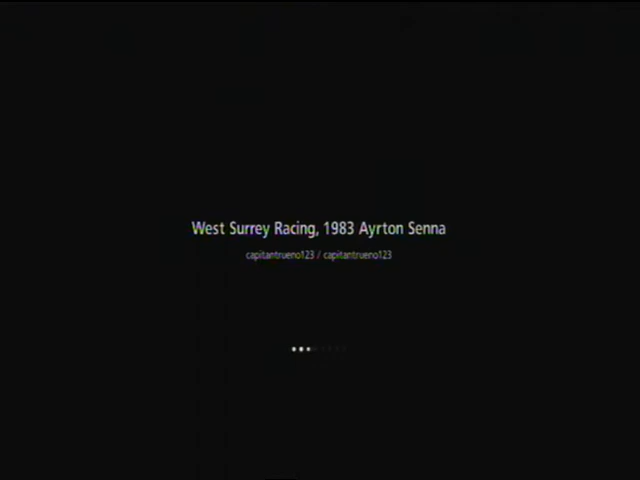 West Surrey Racing, 1983 Ayrton Senna
capitantrueno123 / capitantrueno123